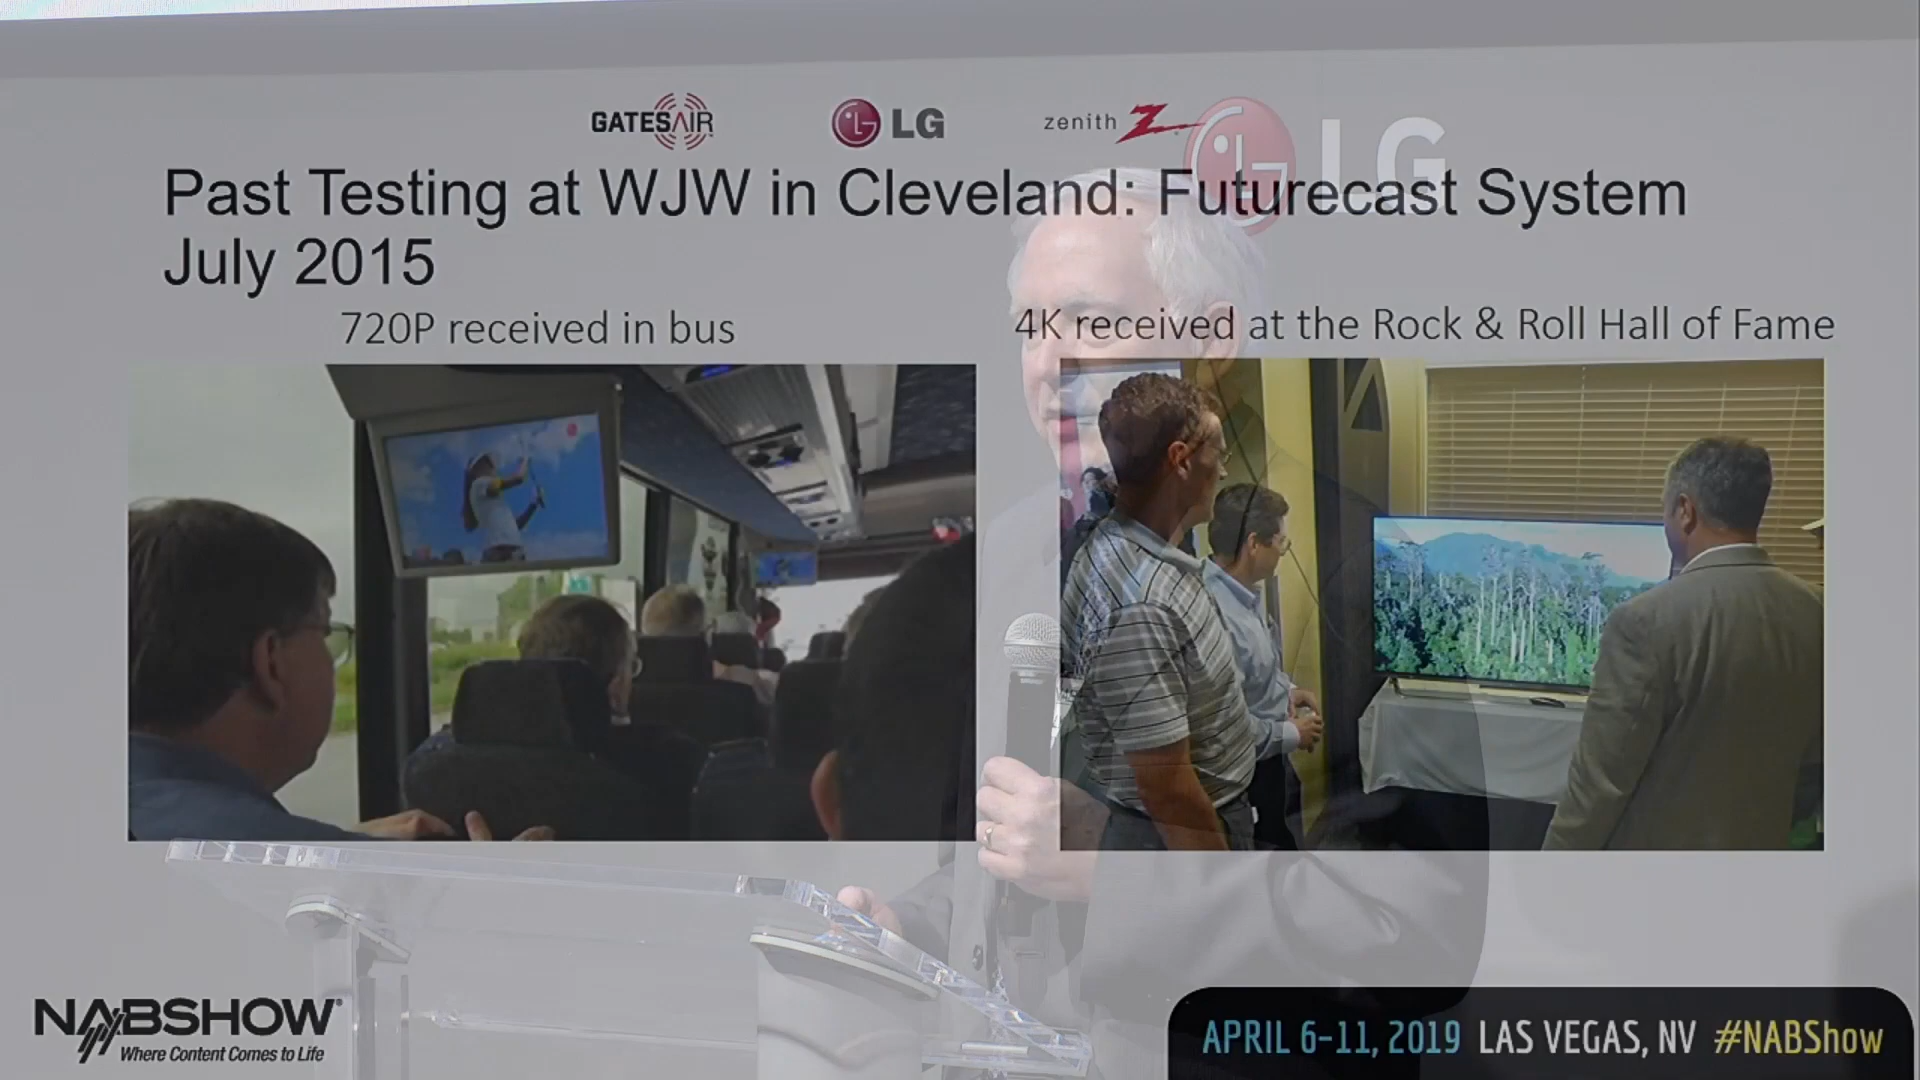 GATESAIR
LG
zenith
LG
Past Testing at WJW in Cleveland: Futurecast System
July 2015
720P received in bus
4K received at the Rock & Roll Hall of Fame
NABSHOW®
Where Content Comes to Life
APRIL 6-11, 2019 LAS VEGAS, NV #NABShow